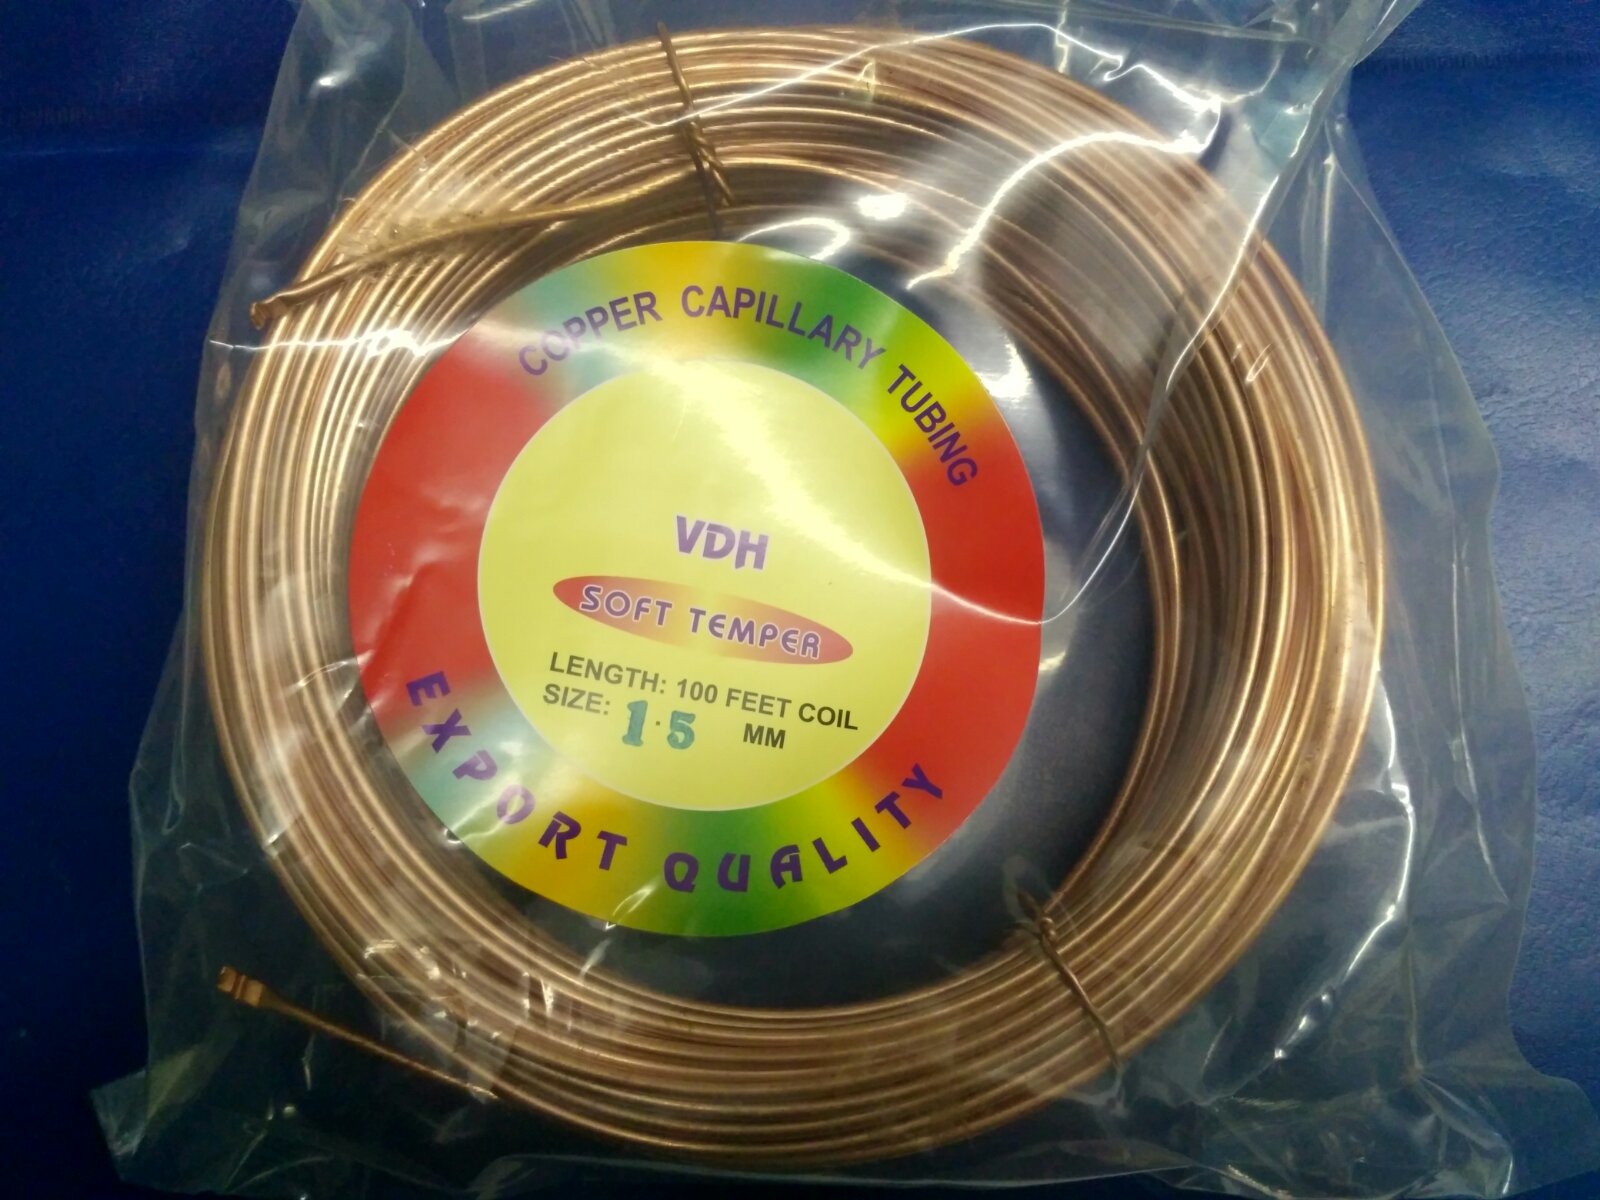 COPPER CAPILLARY TUBING
VDH
SOFT TEMPER
LENGTH: 100 FEET COIL
SIZE: 1.5 MM
EXPORT QUALITY